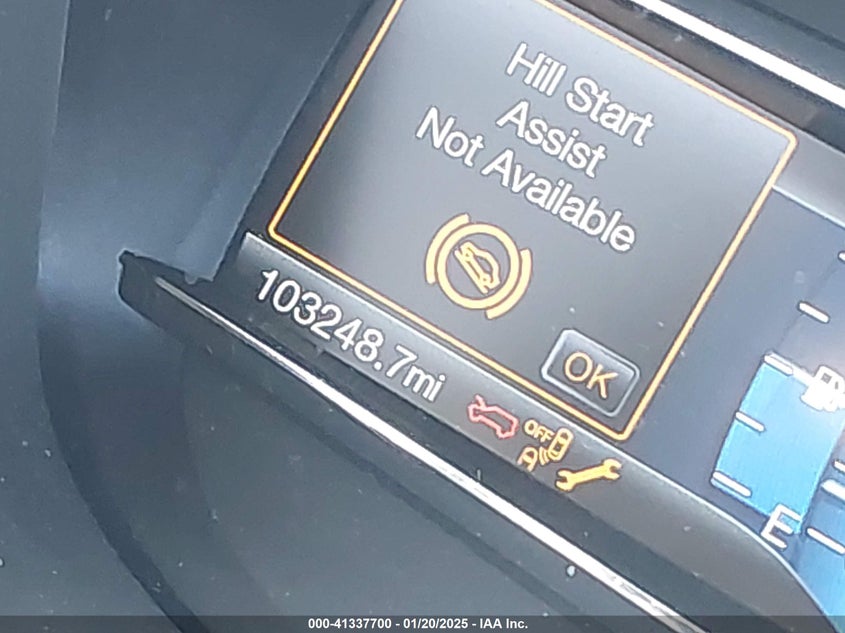 Hill Start
Assist
Not Available
OK
103248.7mi
OFF
A
E
000-41337700 - 01/20/2025 - IAA Inc.